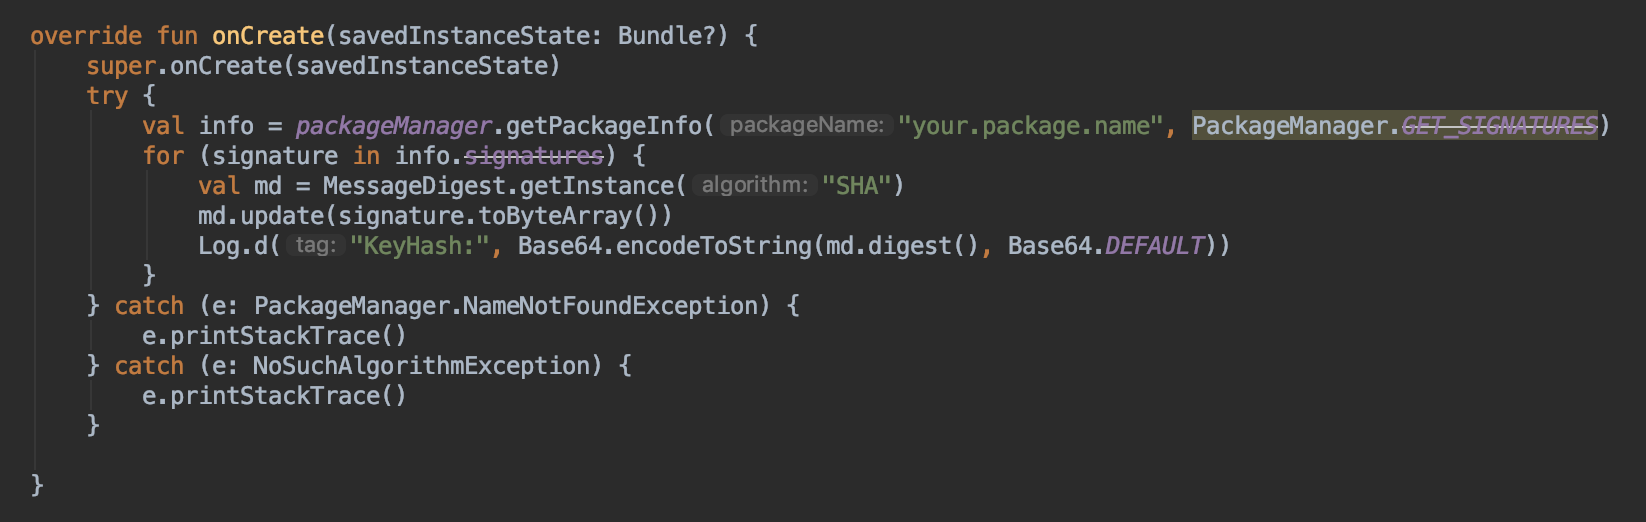 override fun onCreate(savedInstanceState: Bundle?) {
super.onCreate(savedInstanceState)
try {
val info = packageManager.getPackageInfo( packageName: "your.package.name", PackageManager.GET_SIGNATURES)
for (signature in info.signatures) {
val md = MessageDigest.getInstance( algorithm: "SHA")
md.update(signature.toByteArray())
Log.d( tag: "KeyHash:", Base64.encodeToString(md.digest(), Base64.DEFAULT))
}
} catch (e: PackageManager.NameNotFoundException) {
e.printStackTrace()
} catch (e: NoSuchAlgorithmException) {
e.printStackTrace()
}
}